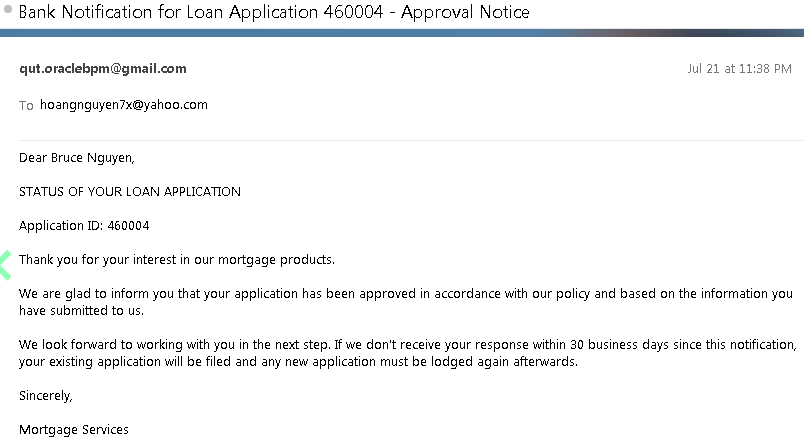 Bank Notification for Loan Application 460004 - Approval Notice
qut.oraclebpm@gmail.com
Jul 21 at 11:38 PM
To hoangnguyen7x@yahoo.com
Dear Bruce Nguyen,
STATUS OF YOUR LOAN APPLICATION
Application ID: 460004
Thank you for your interest in our mortgage products.
We are glad to inform you that your application has been approved in accordance with our policy and based on the information you
have submitted to us.
We look forward to working with you in the next step. If we don't receive your response within 30 business days since this notification,
your existing application will be filed and any new application must be lodged again afterwards.
Sincerely,
Mortgage Services